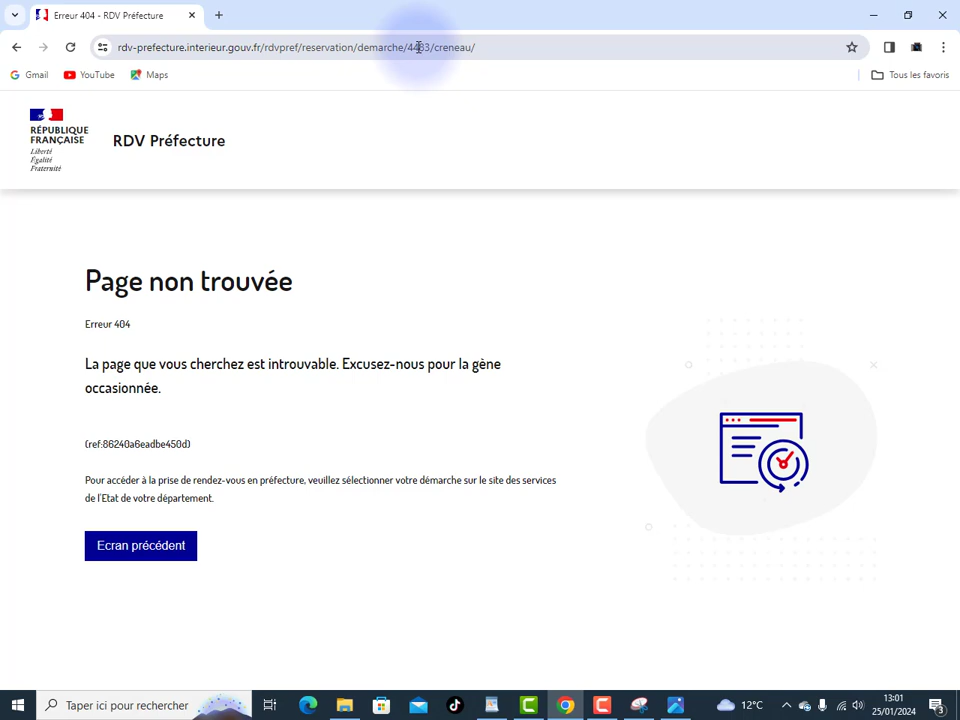 Erreur 404 - RDV Préfecture
rdv-prefecture.interieur.gouv.fr/rdvpref/reservation/demarche/4483/creneau/
Gmail YouTube Maps Tous les favoris
RÉPUBLIQUE
FRANÇAISE
Liberté
Égalité
Fraternité
RDV Préfecture
Page non trouvée
Erreur 404
La page que vous cherchez est introuvable. Excusez-nous pour la gène
occasionnée.
(ref:86240a6eadbe450d)
Pour accéder à la prise de rendez-vous en préfecture, veuillez sélectionner votre démarche sur le site des services
de l'Etat de votre département.
Ecran précédent
Taper ici pour rechercher
12°C
13:01
25/01/2024
3